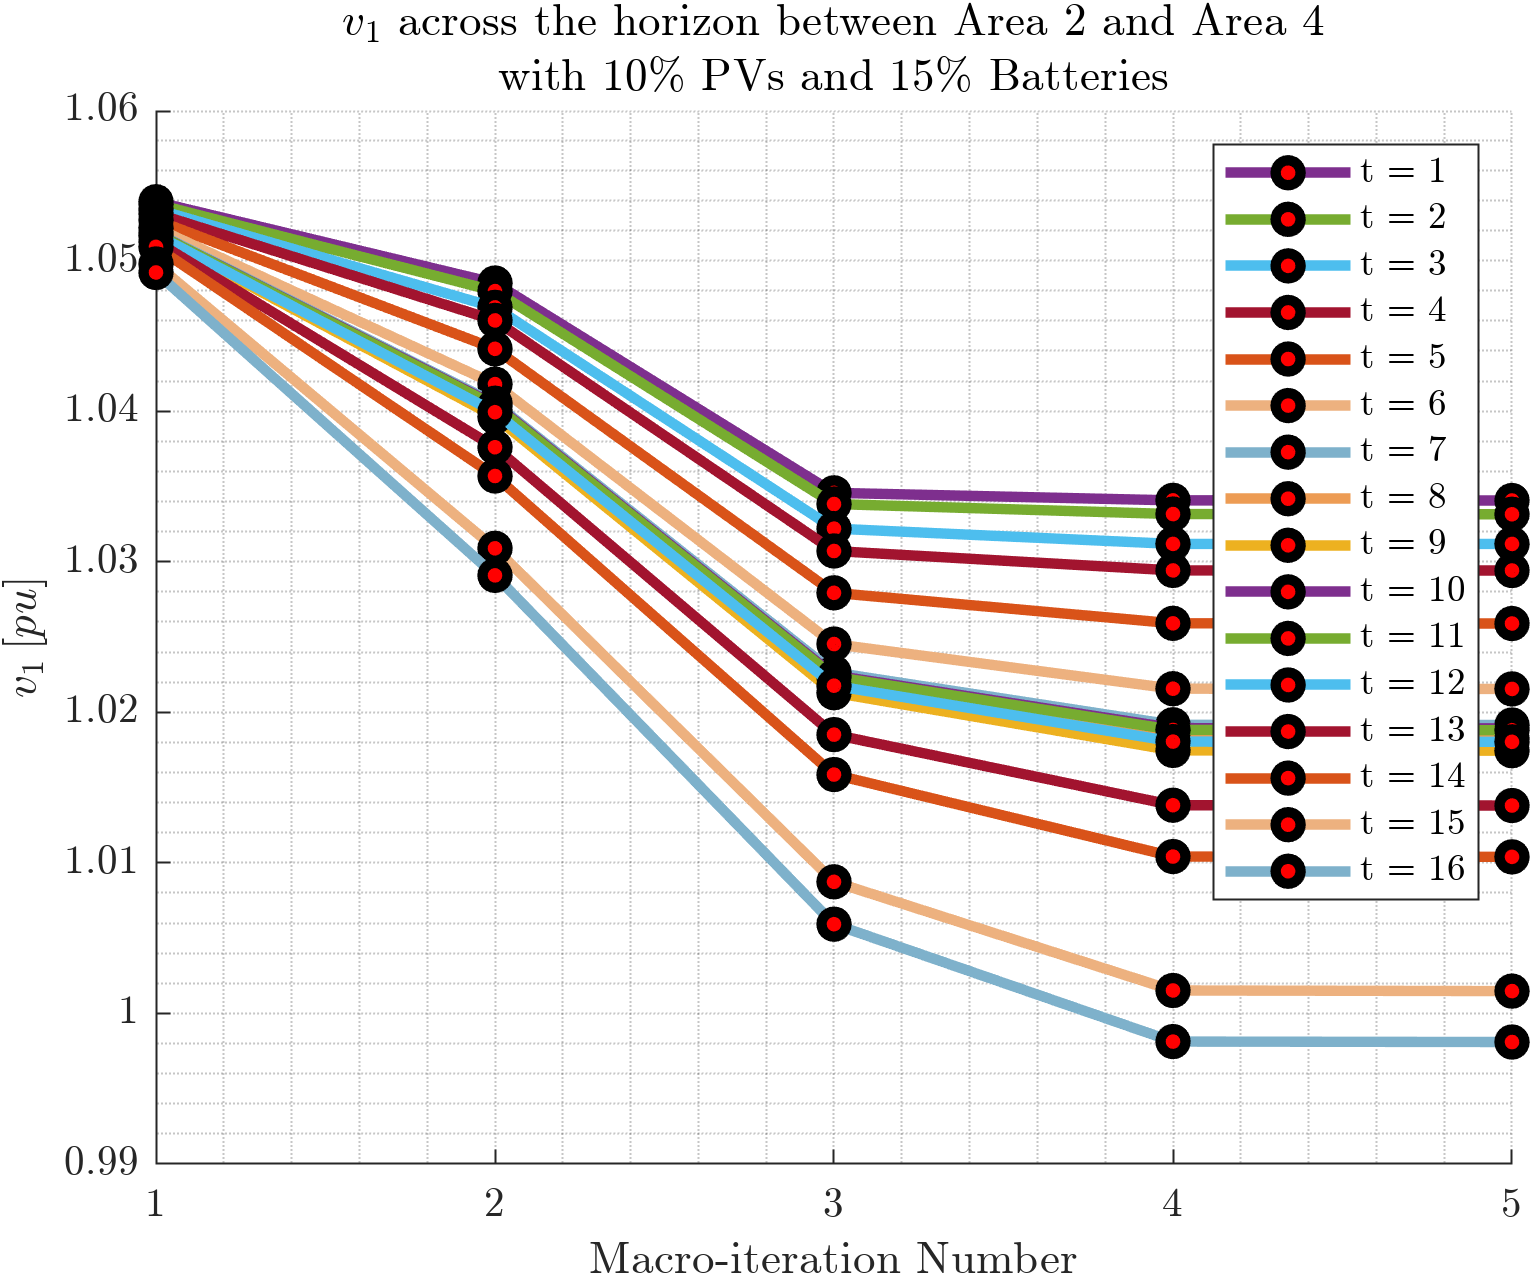 v₁ across the horizon between Area 2 and Area 4
with 10% PVs and 15% Batteries
1.06
1.05
1.04
1.03
1.02
1.01
1
0.99
v₁ [pu]
t = 1
t = 2
t = 3
t = 4
t = 5
t = 6
t = 7
t = 8
t = 9
t = 10
t = 11
t = 12
t = 13
t = 14
t = 15
t = 16
1 2 3 4 5
Macro-iteration Number